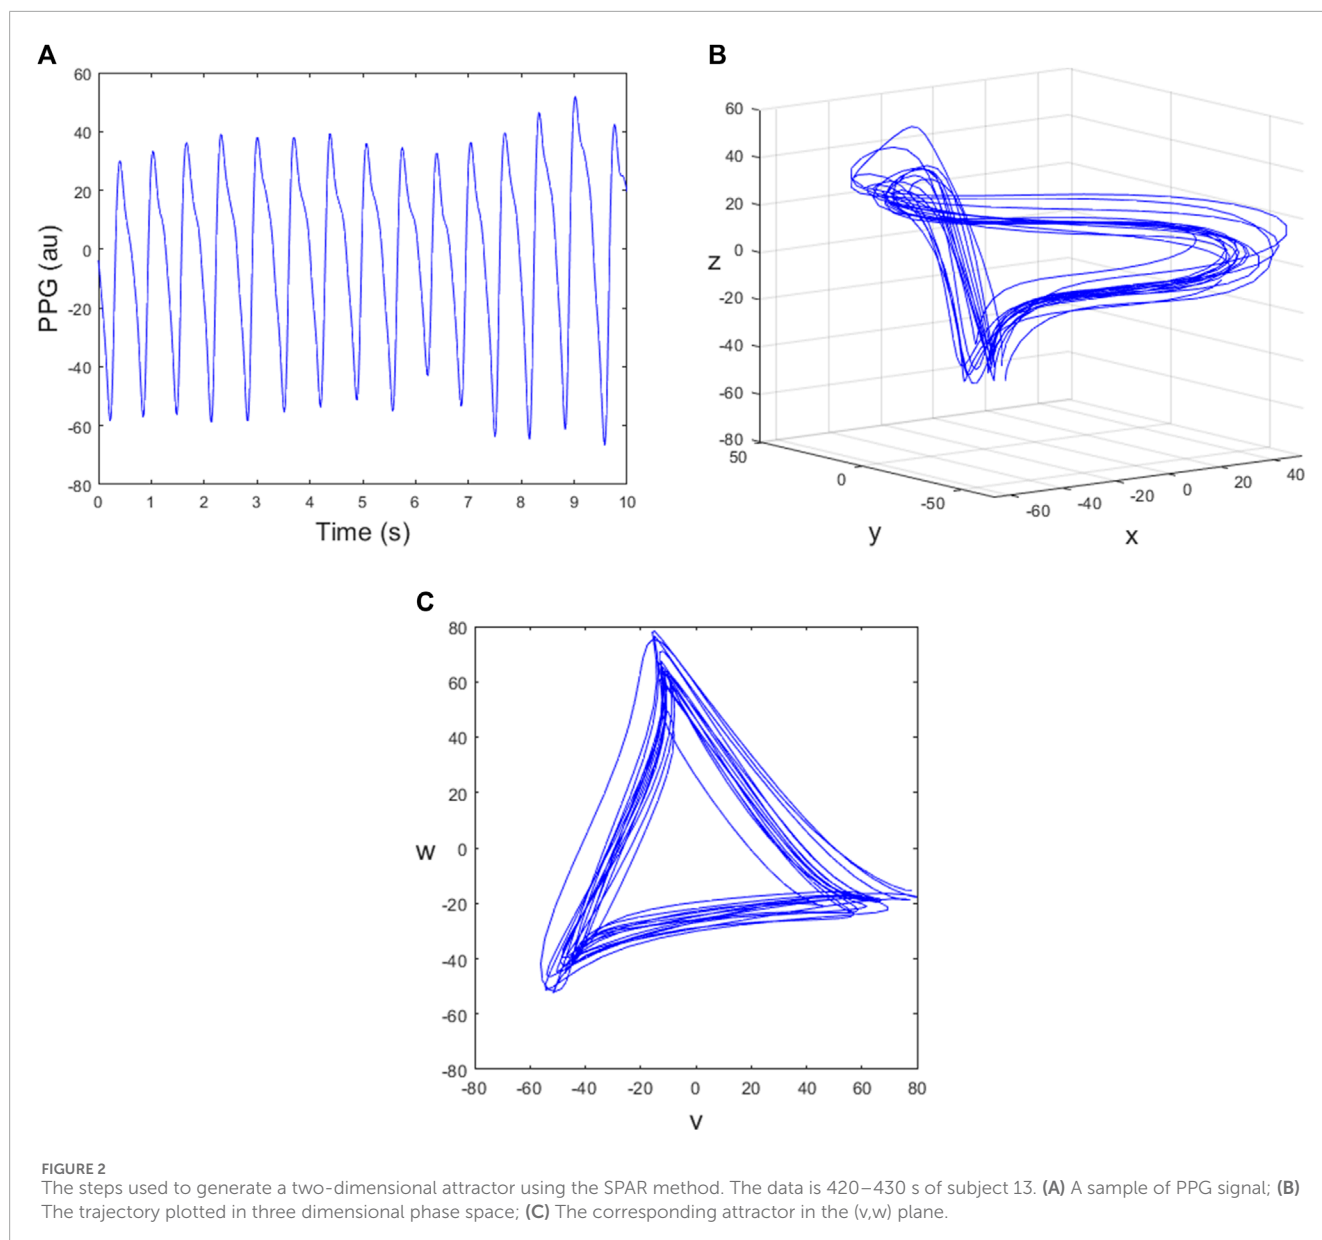 A
60
40
20
0
-20
-40
-60
-80
PPG (au)
0 1 2 3 4 5 6 7 8 9 10
Time (s)
B
60
40
20
0
-20
-40
-60
-80
z
50
0
-50
y
-60 -40 -20 0 20 40
x
C
80
60
40
20
0
-20
-40
-60
-80
w
-80 -60 -40 -20 0 20 40 60 80
v
FIGURE 2
The steps used to generate a two-dimensional attractor using the SPAR method. The data is 420–430 s of subject 13. (A) A sample of PPG signal; (B)
The trajectory plotted in three dimensional phase space; (C) The corresponding attractor in the (v,w) plane.